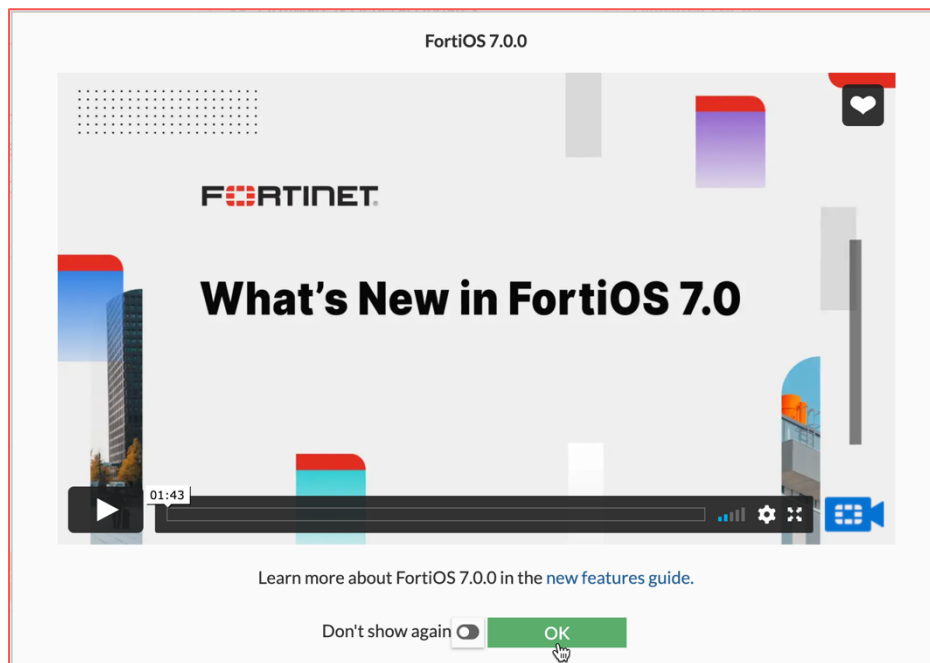 FortiOS 7.0.0
FORTINET
What's New in FortiOS 7.0
01:43
Learn more about FortiOS 7.0.0 in the new features guide.
Don't show again OK